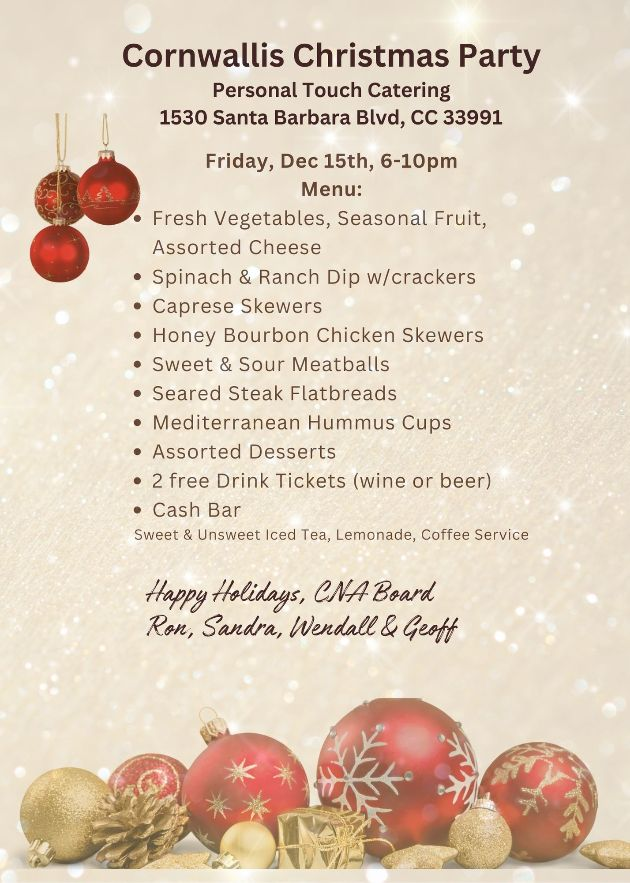 Cornwallis Christmas Party
Personal Touch Catering
1530 Santa Barbara Blvd, CC 33991
Friday, Dec 15th, 6-10pm
Menu:
• Fresh Vegetables, Seasonal Fruit,
Assorted Cheese
• Spinach & Ranch Dip w/crackers
• Caprese Skewers
• Honey Bourbon Chicken Skewers
• Sweet & Sour Meatballs
• Seared Steak Flatbreads
• Mediterranean Hummus Cups
• Assorted Desserts
• 2 free Drink Tickets (wine or beer)
• Cash Bar
Sweet & Unsweet Iced Tea, Lemonade, Coffee Service
Happy Holidays, CNA Board
Ron, Sandra, Wendall & Geoff